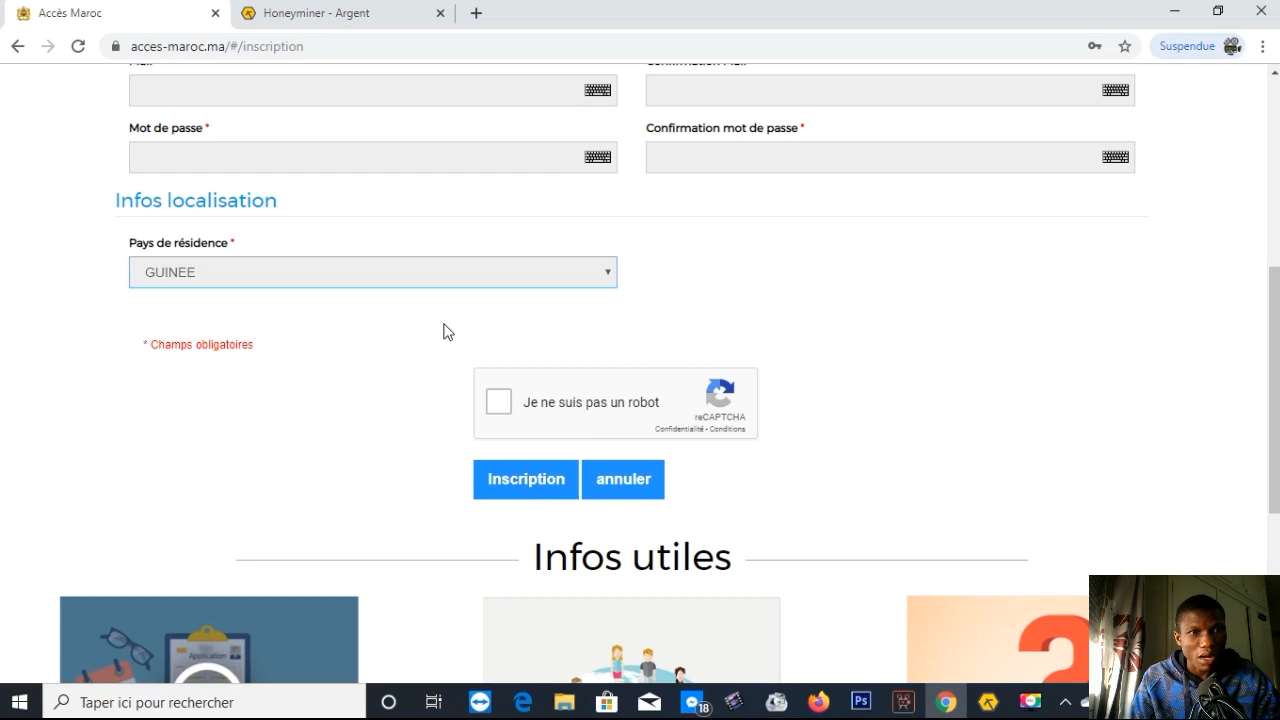 Accès Maroc
Honeyminer - Argent
acces-maroc.ma/#/inscription
Suspendue
Mot de passe *
Confirmation mot de passe *
Infos localisation
Pays de résidence *
GUINEE
* Champs obligatoires
Je ne suis pas un robot
reCAPTCHA
Confidentialité - Conditions
Inscription
annuler
Infos utiles
Application
Taper ici pour rechercher
Ps
18